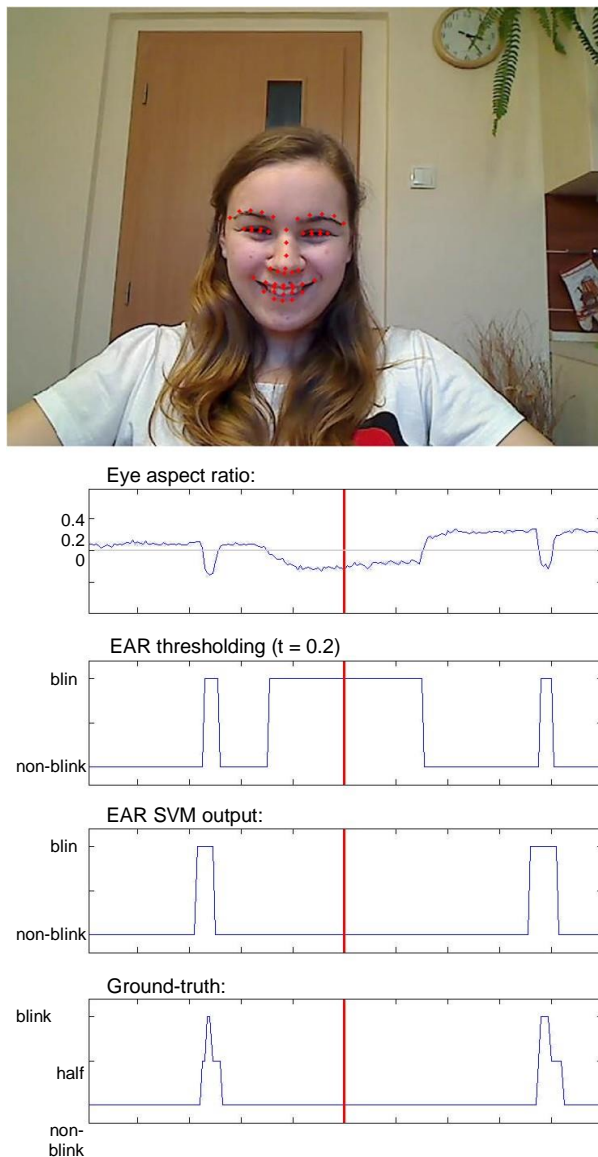 Eye aspect ratio:
0.4
0.2
0
EAR thresholding (t = 0.2)
blin
non-blink
EAR SVM output:
blin
non-blink
Ground-truth:
blink
half
non-
blink